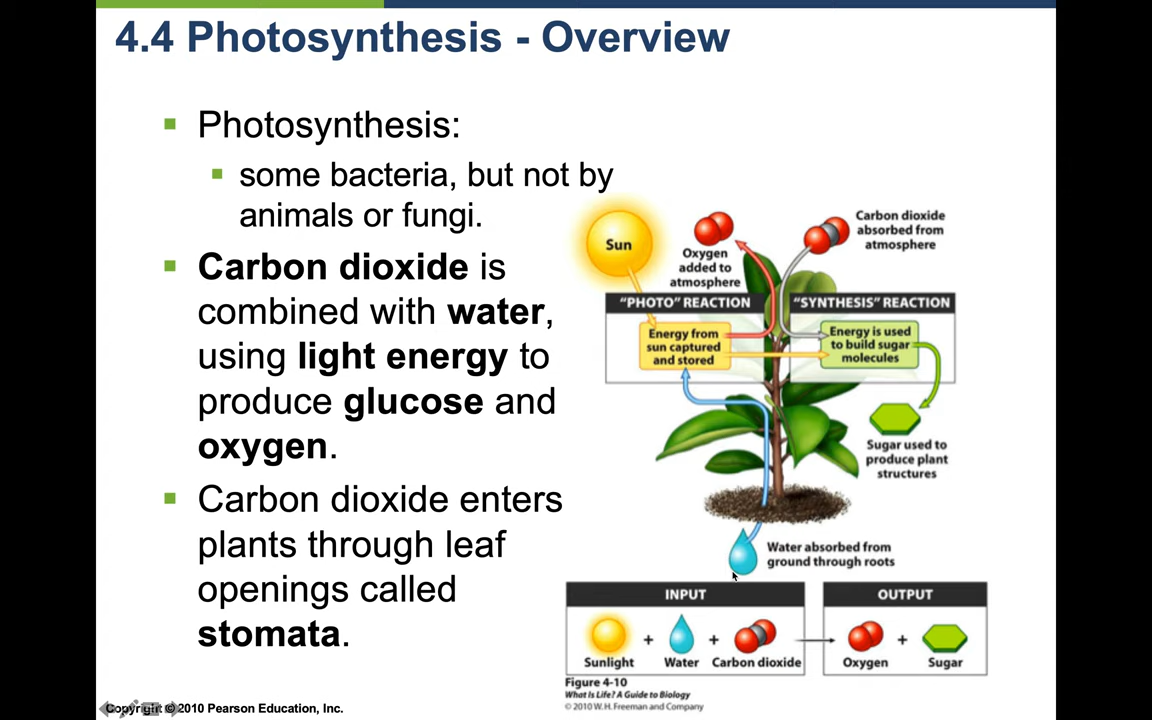 4.4 Photosynthesis - Overview
Photosynthesis:
some bacteria, but not by
animals or fungi.
Carbon dioxide is
combined with water,
using light energy to
produce glucose and
oxygen.
Carbon dioxide enters
plants through leaf
openings called
stomata.
Sun
Oxygen
added to
atmosphere
Carbon dioxide
absorbed from
atmosphere
"PHOTO" REACTION
"SYNTHESIS" REACTION
Energy from
sun captured
and stored
Energy is used
to build sugar
molecules
Sugar used to
produce plant
structures
Water absorbed from
ground through roots
INPUT
OUTPUT
Sunlight + Water + Carbon dioxide
Oxygen + Sugar
Figure 4-10
What Is Life? A Guide to Biology
© 2010 W. H. Freeman and Company
Copyright © 2010 Pearson Education, Inc.